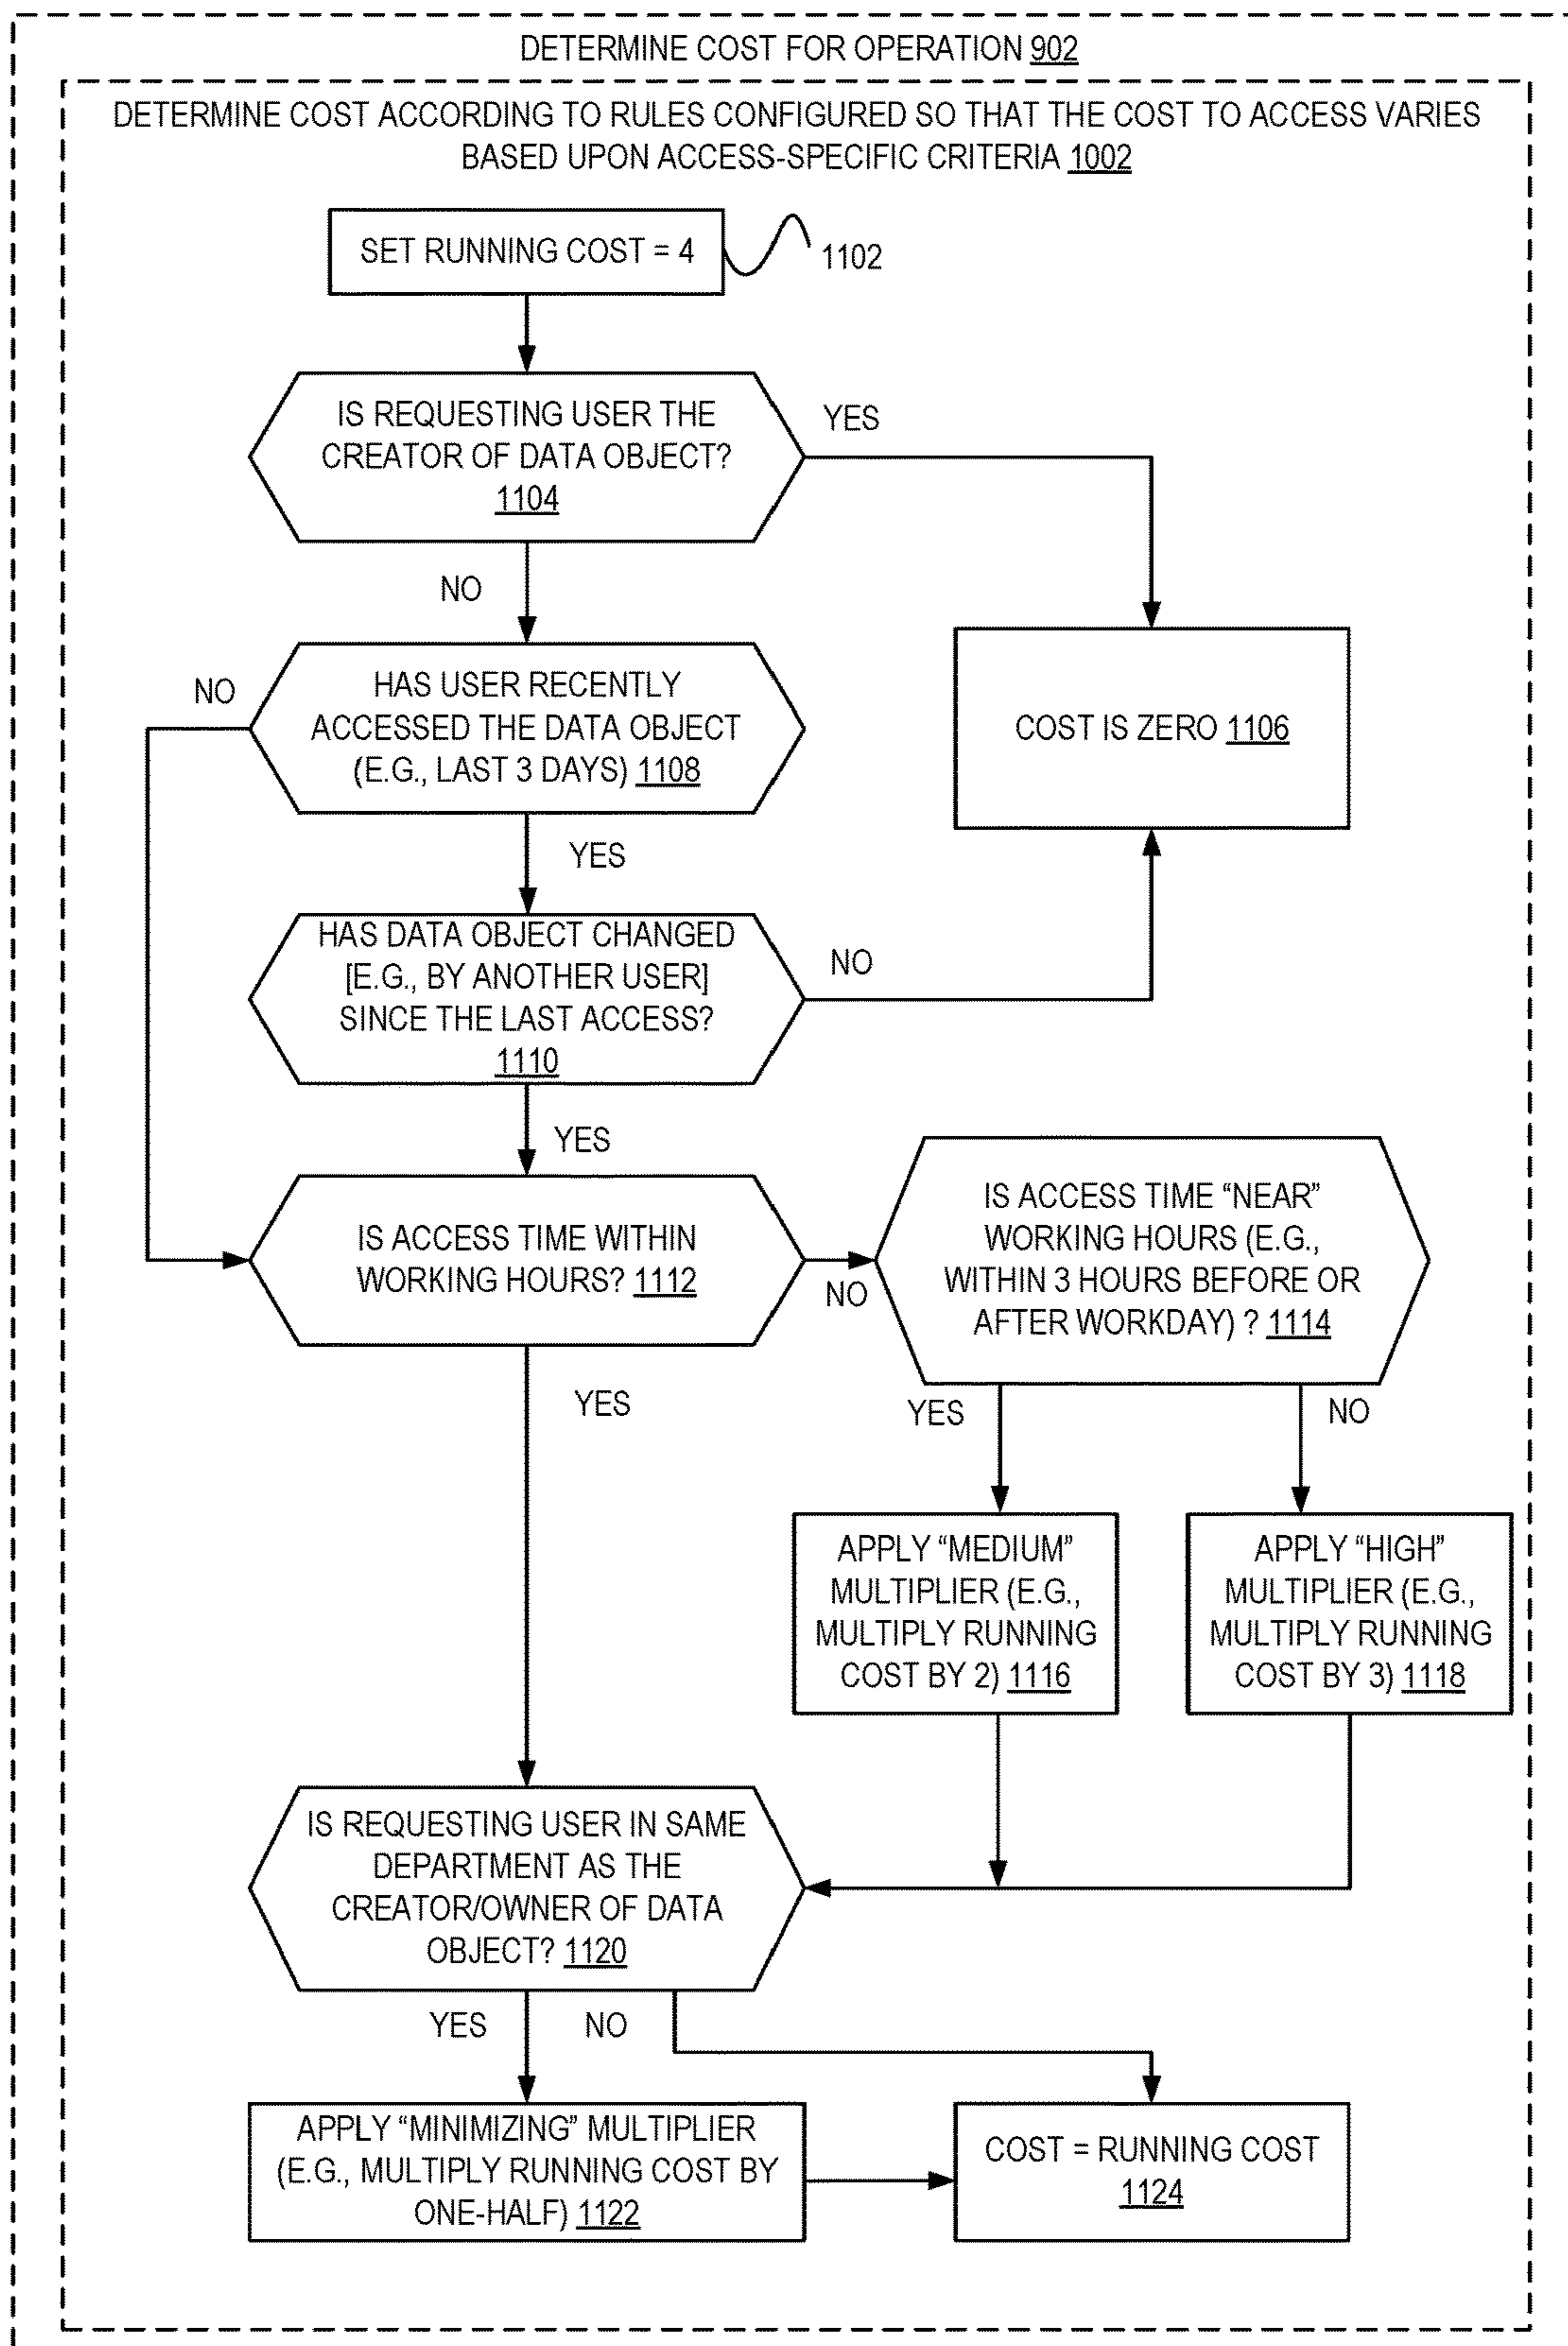 DETERMINE COST FOR OPERATION 902
DETERMINE COST ACCORDING TO RULES CONFIGURED SO THAT THE COST TO ACCESS VARIES
BASED UPON ACCESS-SPECIFIC CRITERIA 1002
SET RUNNING COST = 4
1102
IS REQUESTING USER THE
CREATOR OF DATA OBJECT?
1104
YES
NO
HAS USER RECENTLY
ACCESSED THE DATA OBJECT
(E.G., LAST 3 DAYS) 1108
NO
COST IS ZERO 1106
YES
HAS DATA OBJECT CHANGED
[E.G., BY ANOTHER USER]
SINCE THE LAST ACCESS?
1110
NO
YES
IS ACCESS TIME WITHIN
WORKING HOURS? 1112
NO
IS ACCESS TIME “NEAR”
WORKING HOURS (E.G.,
WITHIN 3 HOURS BEFORE OR
AFTER WORKDAY) ? 1114
YES
YES
NO
APPLY “MEDIUM”
MULTIPLIER (E.G.,
MULTIPLY RUNNING
COST BY 2) 1116
APPLY “HIGH”
MULTIPLIER (E.G.,
MULTIPLY RUNNING
COST BY 3) 1118
IS REQUESTING USER IN SAME
DEPARTMENT AS THE
CREATOR/OWNER OF DATA
OBJECT? 1120
YES
NO
APPLY “MINIMIZING” MULTIPLIER
(E.G., MULTIPLY RUNNING COST BY
ONE-HALF) 1122
COST = RUNNING COST
1124